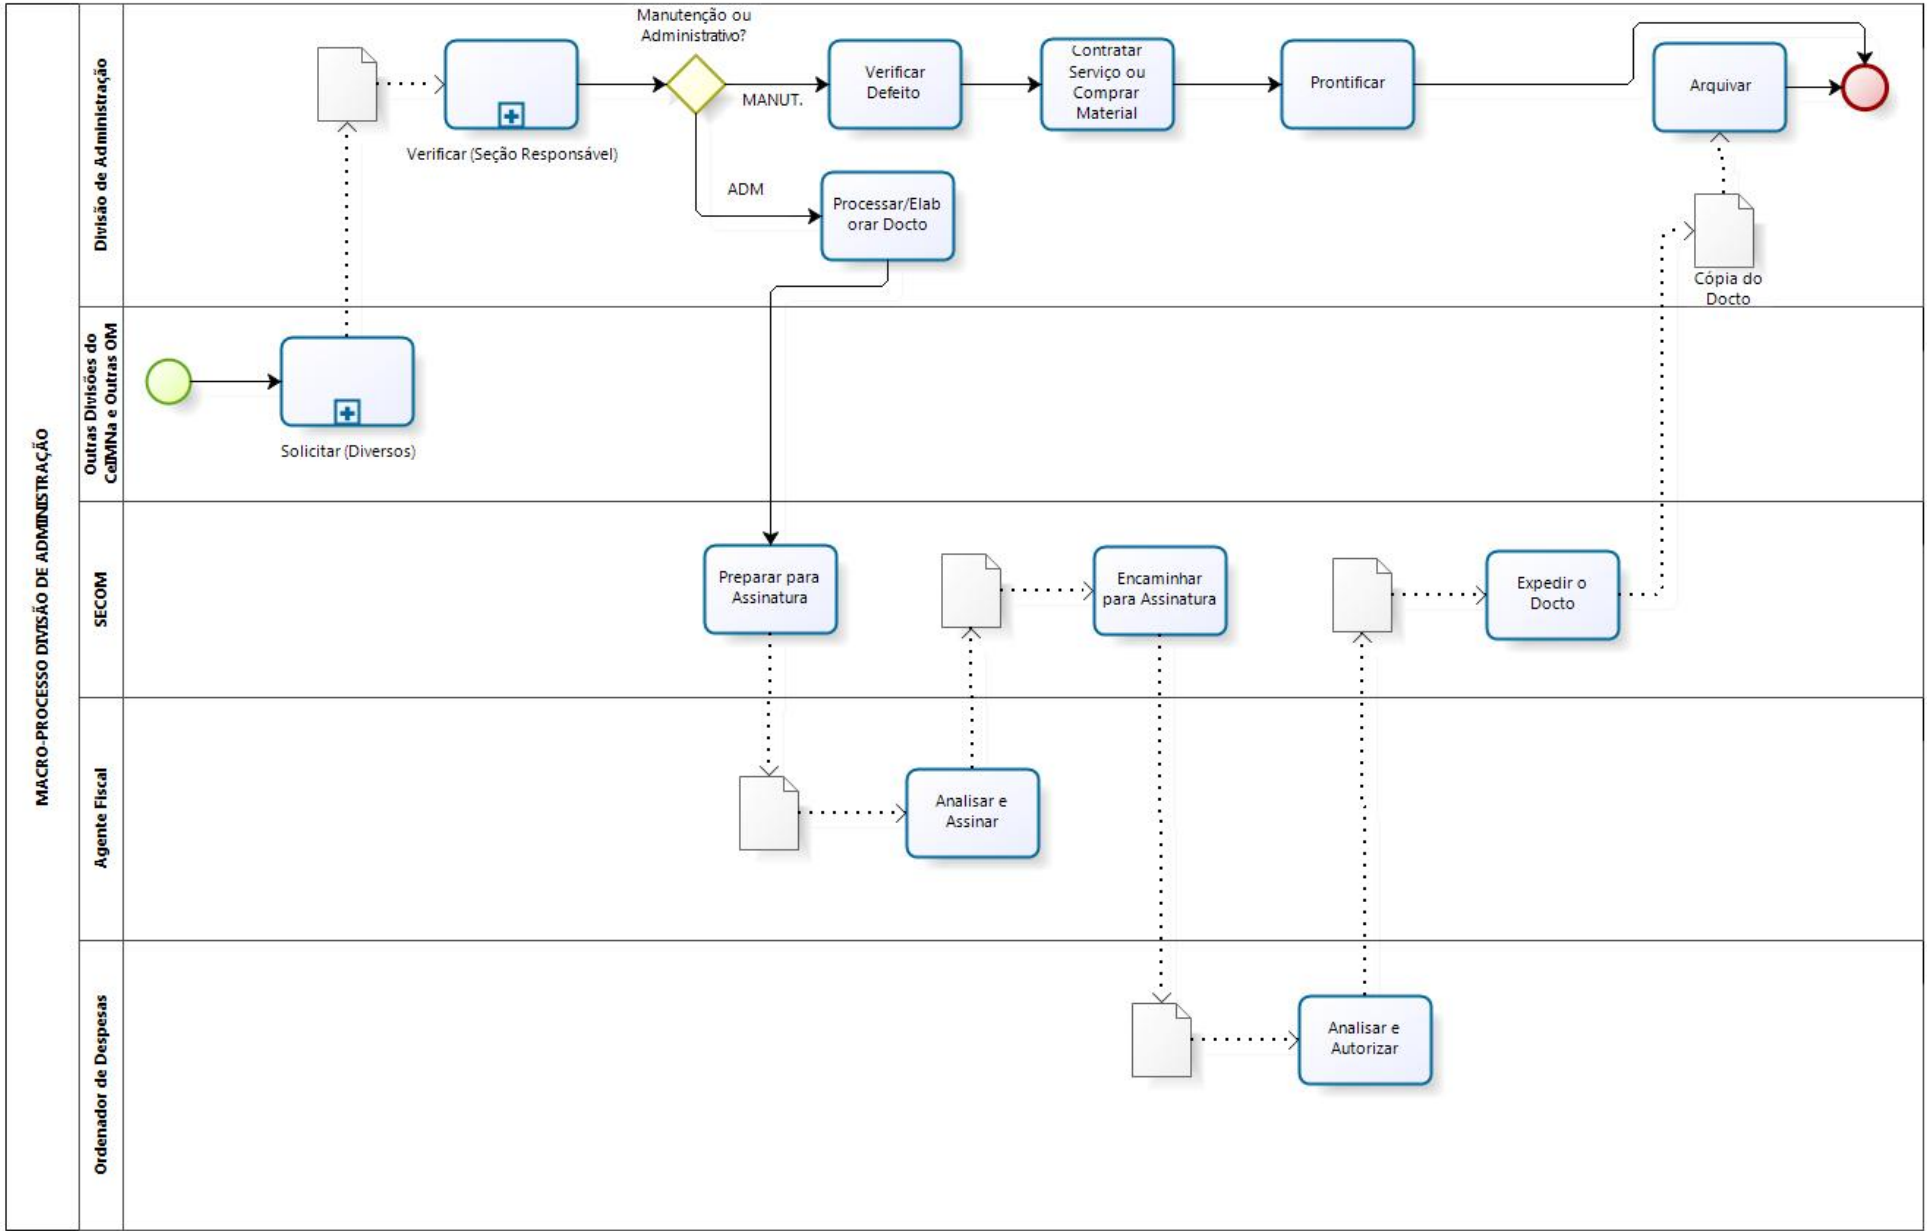 MACRO-PROCESSO DIVISÃO DE ADMINISTRAÇÃO
Divisão de Administração
Manutenção ou
Administrativo?
Verificar (Seção Responsável)
MANUT.
ADM
Verificar
Defeito
Contratar
Serviço ou
Comprar
Material
Prontificar
Arquivar
Processar/Elab
orar Docto
Cópia do
Docto
Outras Divisões do
CeIMNa e Outras OM
Solicitar (Diversos)
SECOM
Preparar para
Assinatura
Encaminhar
para Assinatura
Expedir o
Docto
Agente Fiscal
Analisar e
Assinar
Ordenador de Despesas
Analisar e
Autorizar